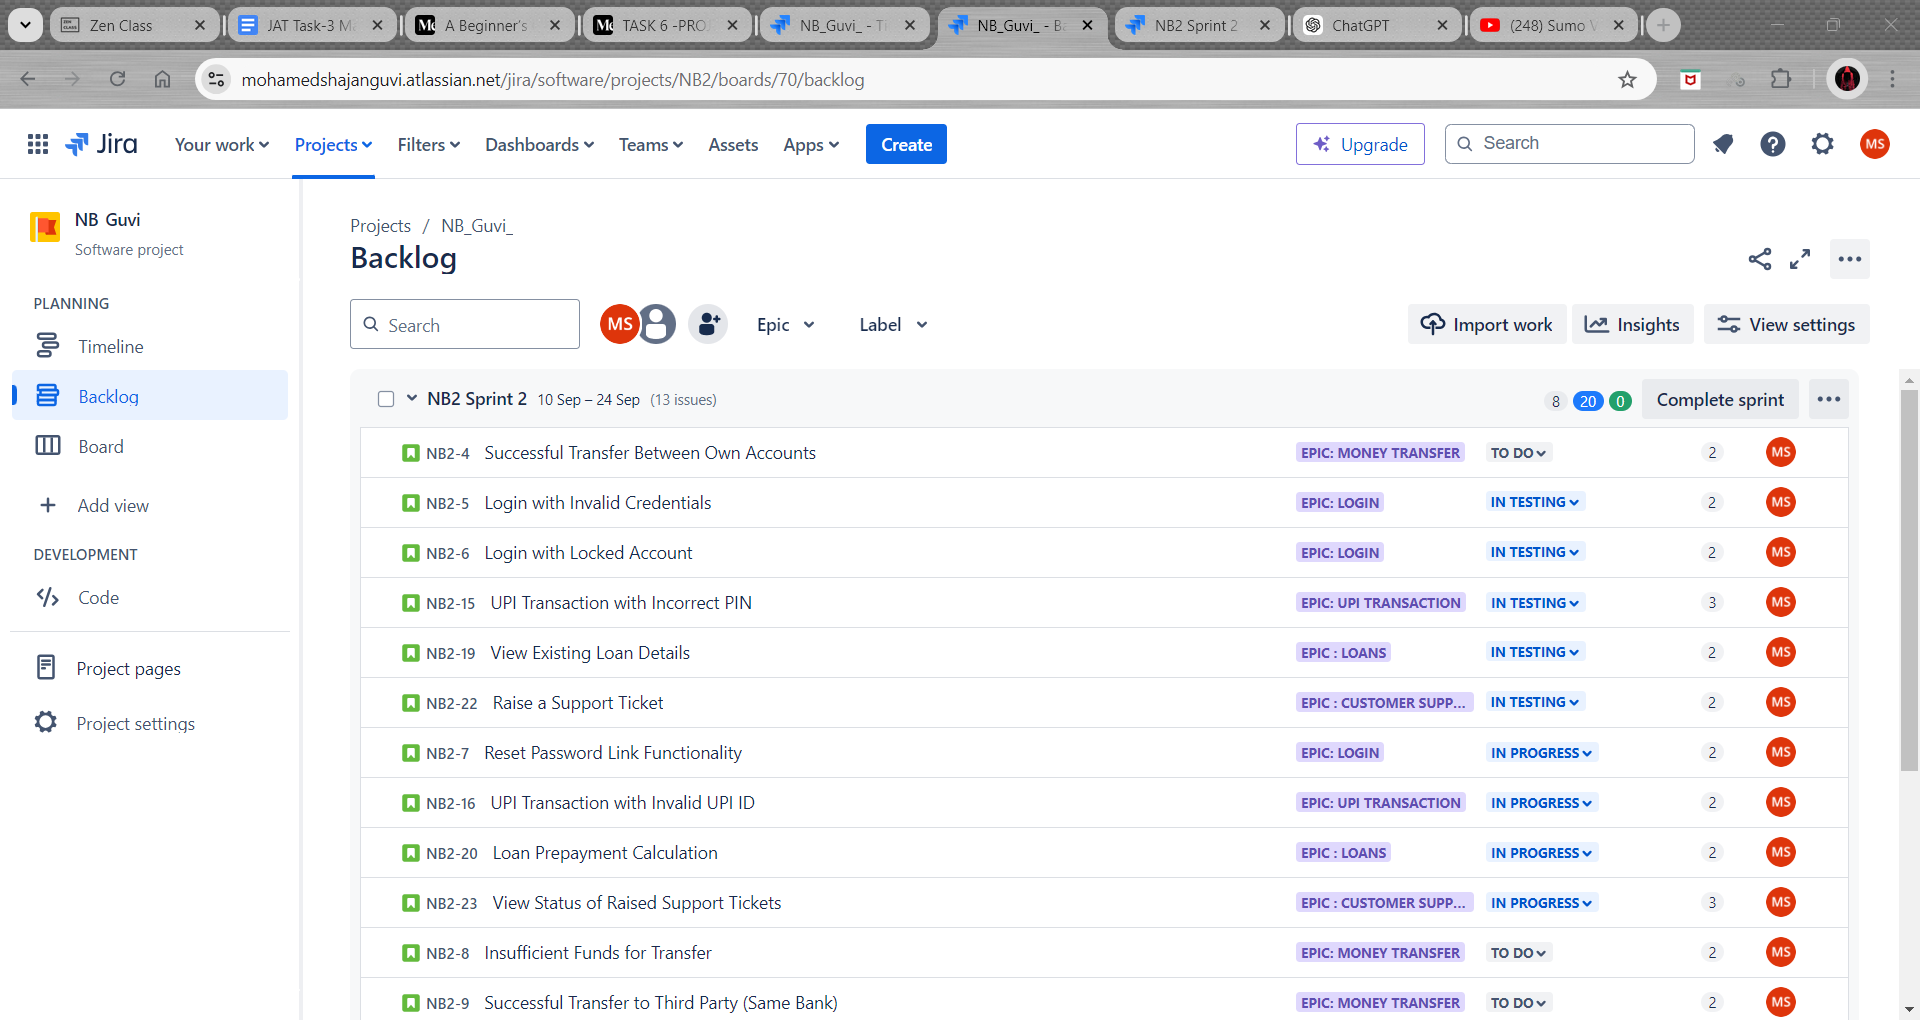 Zen Class
JAT Task-3 Ma
A Beginner's
TASK 6 -PRO
NB_Guvi_ - Ti
NB_Guvi_ - Ba
NB2 Sprint 2
ChatGPT
(248) Sumo V
mohamedshajanguvi.atlassian.net/jira/software/projects/NB2/boards/70/backlog
Jira
Your work
Projects
Filters
Dashboards
Teams
Assets
Apps
Create
Upgrade
Search
MS
NB Guvi
Software project
PLANNING
Timeline
Backlog
Board
Add view
DEVELOPMENT
Code
Project pages
Project settings
Projects / NB_Guvi_
Backlog
Search
MS
Epic
Label
Import work
Insights
View settings
NB2 Sprint 2 10 Sep – 24 Sep (13 issues) 8 20 0 Complete sprint
NB2-4 Successful Transfer Between Own Accounts EPIC: MONEY TRANSFER TO DO 2 MS
NB2-5 Login with Invalid Credentials EPIC: LOGIN IN TESTING 2 MS
NB2-6 Login with Locked Account EPIC: LOGIN IN TESTING 2 MS
NB2-15 UPI Transaction with Incorrect PIN EPIC: UPI TRANSACTION IN TESTING 3 MS
NB2-19 View Existing Loan Details EPIC : LOANS IN TESTING 2 MS
NB2-22 Raise a Support Ticket EPIC : CUSTOMER SUPP... IN TESTING 2 MS
NB2-7 Reset Password Link Functionality EPIC: LOGIN IN PROGRESS 2 MS
NB2-16 UPI Transaction with Invalid UPI ID EPIC: UPI TRANSACTION IN PROGRESS 2 MS
NB2-20 Loan Prepayment Calculation EPIC : LOANS IN PROGRESS 2 MS
NB2-23 View Status of Raised Support Tickets EPIC : CUSTOMER SUPP... IN PROGRESS 3 MS
NB2-8 Insufficient Funds for Transfer EPIC: MONEY TRANSFER TO DO 2 MS
NB2-9 Successful Transfer to Third Party (Same Bank) EPIC: MONEY TRANSFER TO DO 2 MS